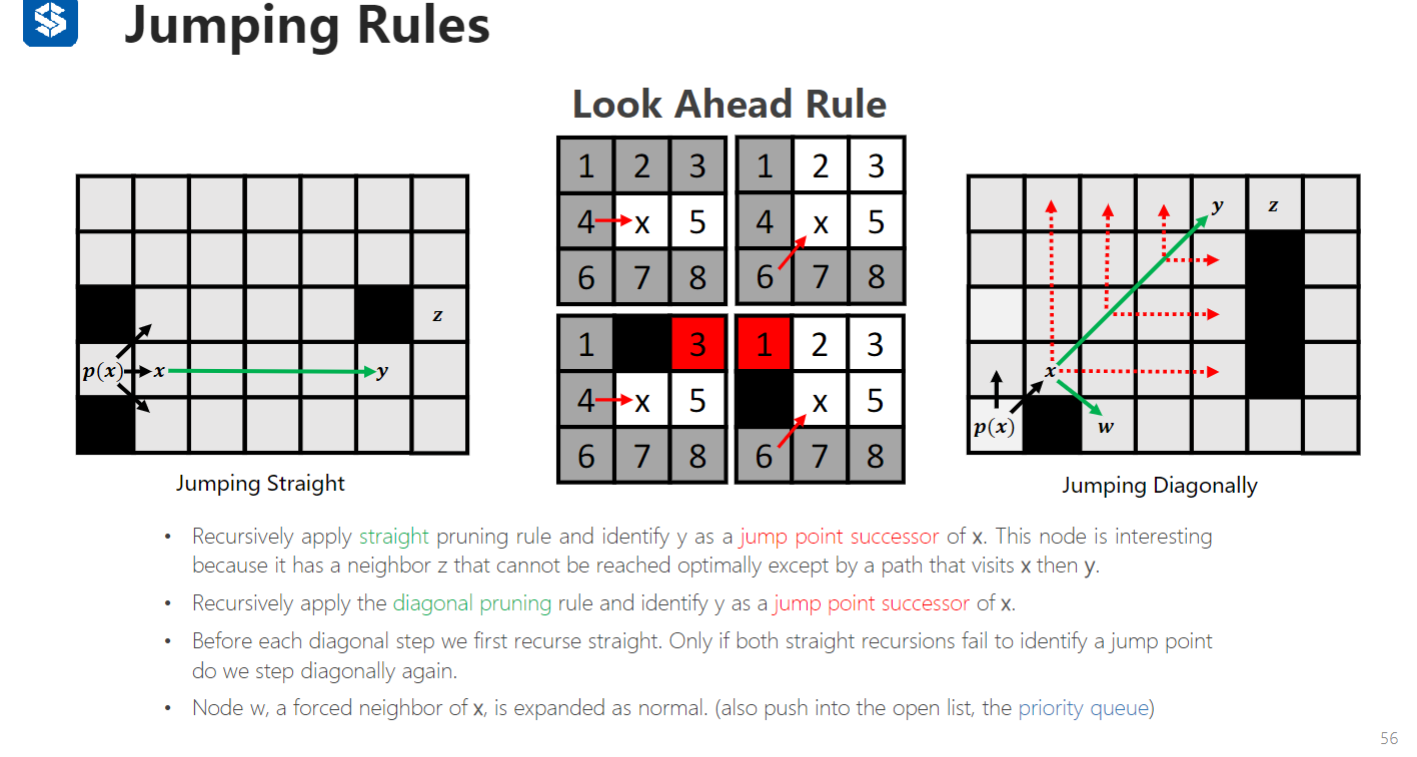 Jumping Rules
Look Ahead Rule
1 2 3
4 x 5
6 7 8
1 2 3
4 x 5
6 7 8
1 3
4 x 5
6 7 8
1 2 3
x 5
6 7 8
z
p(x) x y
Jumping Straight
y z
x
p(x) w
Jumping Diagonally
• Recursively apply straight pruning rule and identify y as a jump point successor of x. This node is interesting
because it has a neighbor z that cannot be reached optimally except by a path that visits x then y.
• Recursively apply the diagonal pruning rule and identify y as a jump point successor of x.
• Before each diagonal step we first recurse straight. Only if both straight recursions fail to identify a jump point
do we step diagonally again.
• Node w, a forced neighbor of x, is expanded as normal. (also push into the open list, the priority queue)
56